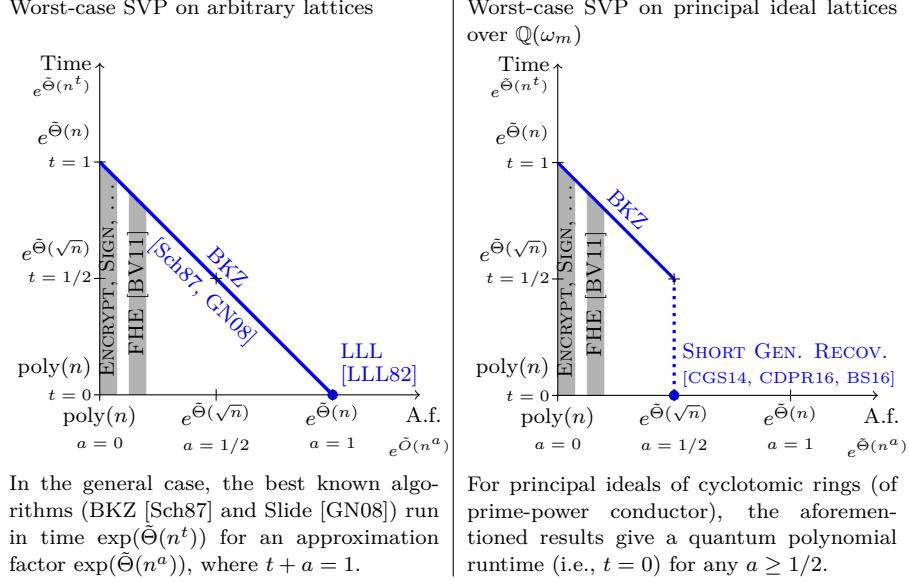 Worst-case SVP on arbitrary lattices
Time
e^{Θ̃(n^t)}
e^{Θ̃(n)}
t = 1
e^{Θ̃(√n)}
t = 1/2
poly(n)
t = 0
ENCRYPT, SIGN, ...
FHE [BV11]
BKZ
[Sch87, GN08]
LLL
[LLL82]
poly(n) e^{Θ̃(√n)} e^{Θ̃(n)} A.f.
a = 0 a = 1/2 a = 1 e^{Õ(n^a)}
In the general case, the best known algo-
rithms (BKZ [Sch87] and Slide [GN08]) run
in time exp(Θ̃(n^t)) for an approximation
factor exp(Θ̃(n^a)), where t + a = 1.
Worst-case SVP on principal ideal lattices
over ℚ(ω_m)
Time
e^{Θ̃(n^t)}
e^{Θ̃(n)}
t = 1
e^{Θ̃(√n)}
t = 1/2
poly(n)
t = 0
ENCRYPT, SIGN, ...
FHE [BV11]
BKZ
SHORT GEN. RECOV.
[CGS14, CDPR16, BS16]
poly(n) e^{Θ̃(√n)} e^{Θ̃(n)} A.f.
a = 0 a = 1/2 a = 1 e^{Θ̃(n^a)}
For principal ideals of cyclotomic rings (of
prime-power conductor), the aforemen-
tioned results give a quantum polynomial
runtime (i.e., t = 0) for any a ≥ 1/2.